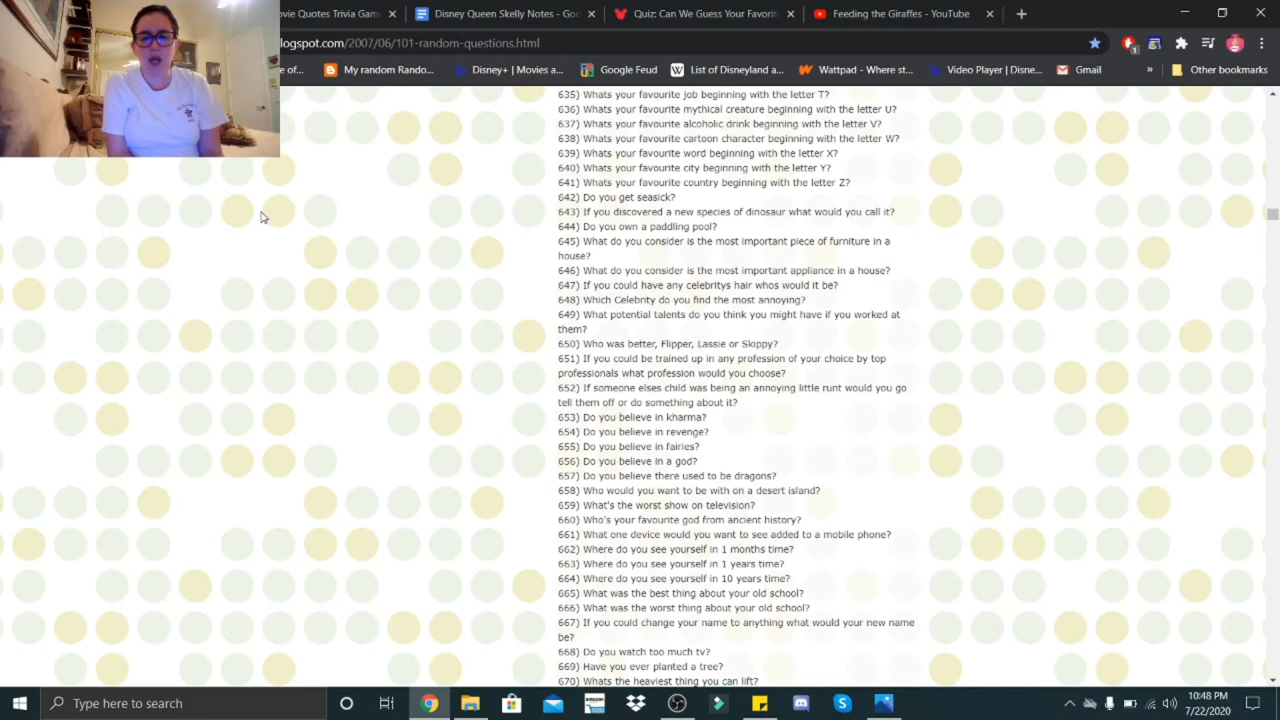 ovie Quotes Trivia Gam
Disney Queen Skelly Notes - Goo
Quiz: Can We Guess Your Favorit
Feeding the Giraffes - YouTube
logspot.com/2007/06/101-random-questions.html
e of...
My random Rando...
Disney+ | Movies a...
Google Feud
List of Disneyland a...
Wattpad - Where st...
Video Player | Disne...
Gmail
Other bookmarks
635) Whats your favourite job beginning with the letter T?
636) Whats your favourite mythical creature beginning with the letter U?
637) Whats your favourite alcoholic drink beginning with the letter V?
638) Whats your favourite cartoon character beginning with the letter W?
639) Whats your favourite word beginning with the letter X?
640) Whats your favourite city beginning with the letter Y?
641) Whats your favourite country beginning with the letter Z?
642) Do you get seasick?
643) If you discovered a new species of dinosaur what would you call it?
644) Do you own a paddling pool?
645) What do you consider is the most important piece of furniture in a
house?
646) What do you consider is the most important appliance in a house?
647) If you could have any celebritys hair whos would it be?
648) Which Celebrity do you find the most annoying?
649) What potential talents do you think you might have if you worked at
them?
650) Who was better, Flipper, Lassie or Skippy?
651) If you could be trained up in any profession of your choice by top
professionals what profession would you choose?
652) If someone elses child was being an annoying little runt would you go
tell them off or do something about it?
653) Do you believe in kharma?
654) Do you believe in revenge?
655) Do you believe in fairies?
656) Do you believe in a god?
657) Do you believe there used to be dragons?
658) Who would you want to be with on a desert island?
659) What's the worst show on television?
660) Who's your favourite god from ancient history?
661) What one device would you want to see added to a mobile phone?
662) Where do you see yourself in 1 months time?
663) Where do you see yourself in 1 years time?
664) Where do you see yourself in 10 years time?
665) What was the best thing about your old school?
666) What was the worst thing about your old school?
667) If you could change your name to anything what would your new name
be?
668) Do you watch too much tv?
669) Have you ever planted a tree?
670) Whats the heaviest thing you can lift?
Type here to search
10:48 PM
7/22/2020